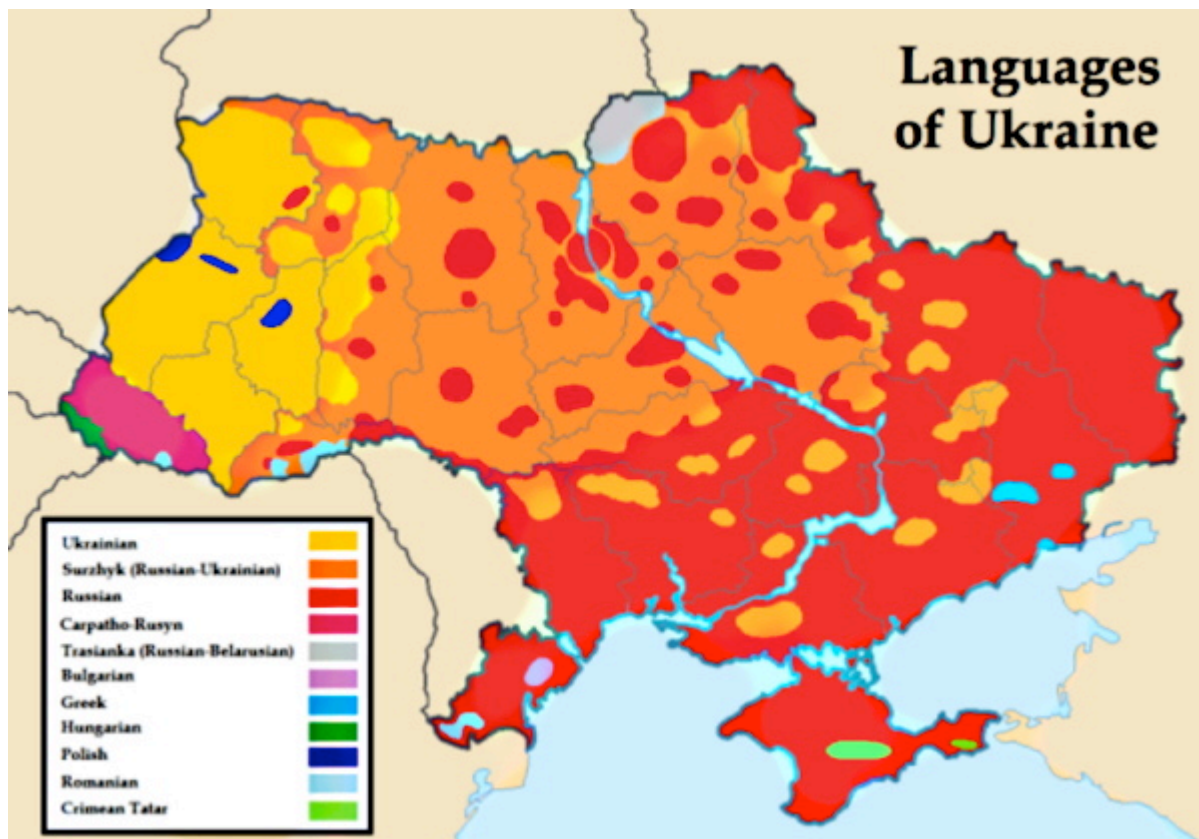 Languages
of Ukraine
Ukrainian
Surzhyk (Russian-Ukrainian)
Russian
Carpatho-Rusyn
Trasianka (Russian-Belarusian)
Bulgarian
Greek
Hungarian
Polish
Romanian
Crimean Tatar